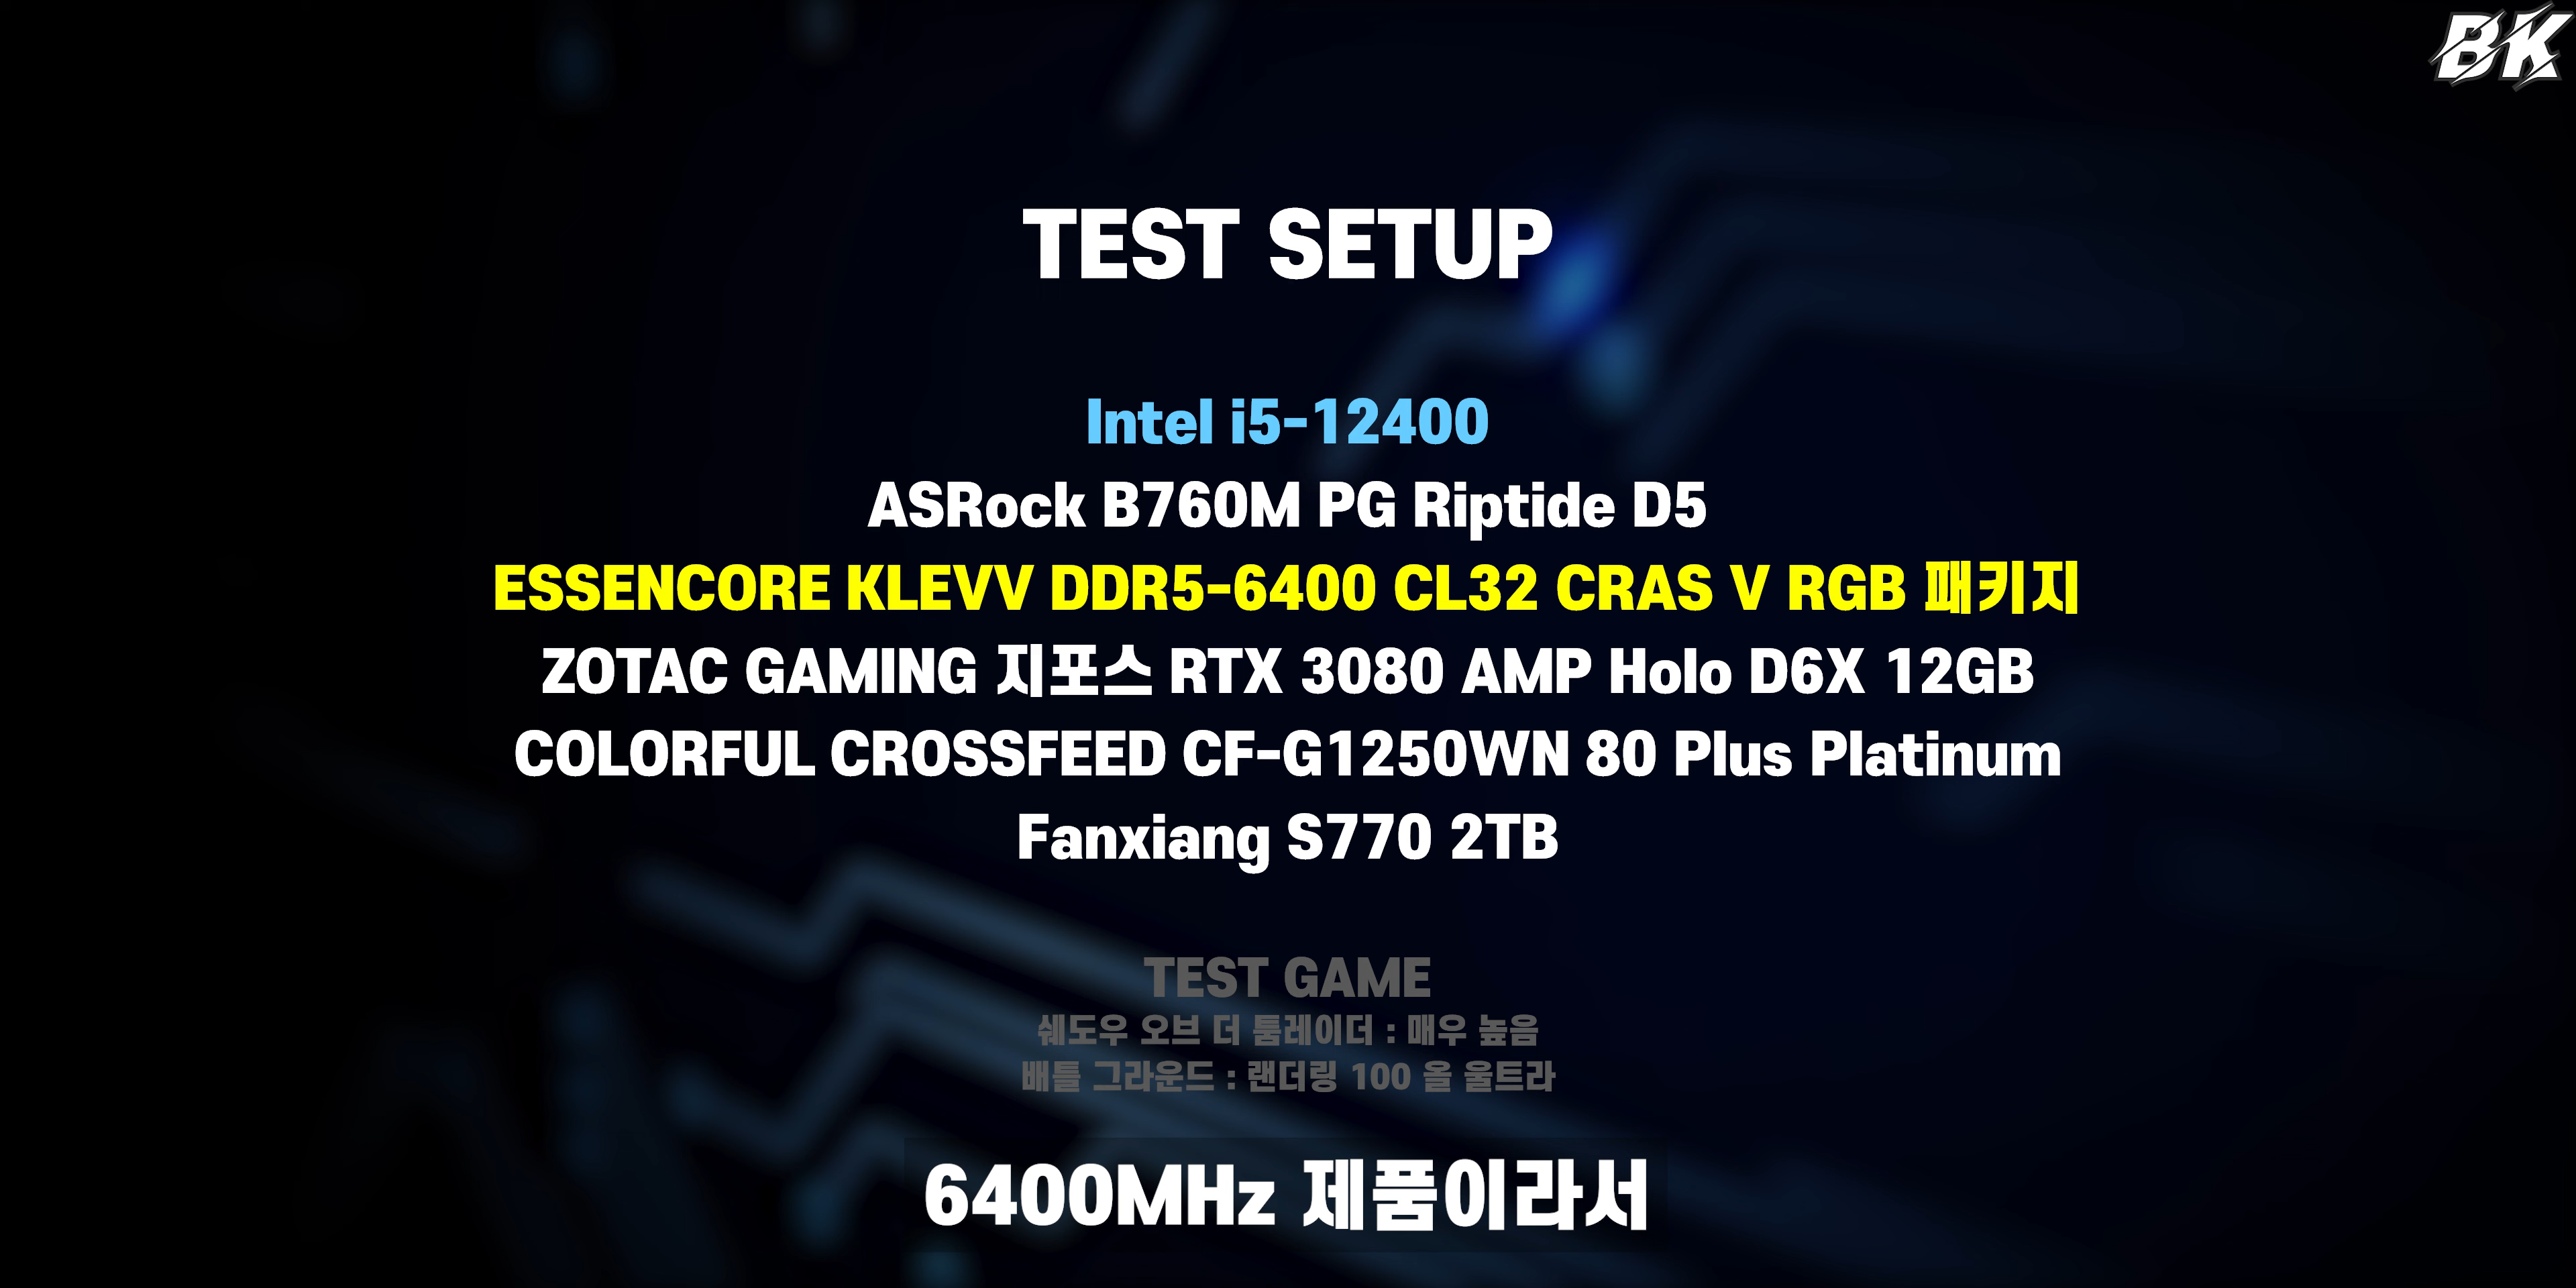 BK
TEST SETUP
Intel i5-12400
ASRock B760M PG Riptide D5
ESSENCORE KLEVV DDR5-6400 CL32 CRAS V RGB 패키지
ZOTAC GAMING 지포스 RTX 3080 AMP Holo D6X 12GB
COLORFUL CROSSFEED CF-G1250WN 80 Plus Platinum
Fanxiang S770 2TB
TEST GAME
쉐도우 오브 더 툼레이더 : 매우 높음
배틀 그라운드 : 랜더링 100 올 울트라
6400MHz 제품이라서